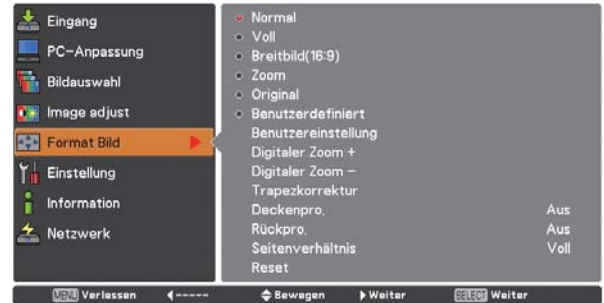 Eingang
PC-Anpassung
Bildauswahl
Image adjust
Format Bild
Einstellung
Information
Netzwerk
Normal
Voll
Breitbild(16:9)
Zoom
Original
Benutzerdefiniert
Benutzereinstellung
Digitaler Zoom +
Digitaler Zoom –
Trapezkorrektur
Deckenpro. Aus
Rückpro. Aus
Seitenverhältnis Voll
Reset
MENU Verlassen ----- Bewegen Weiter SELECT Weiter